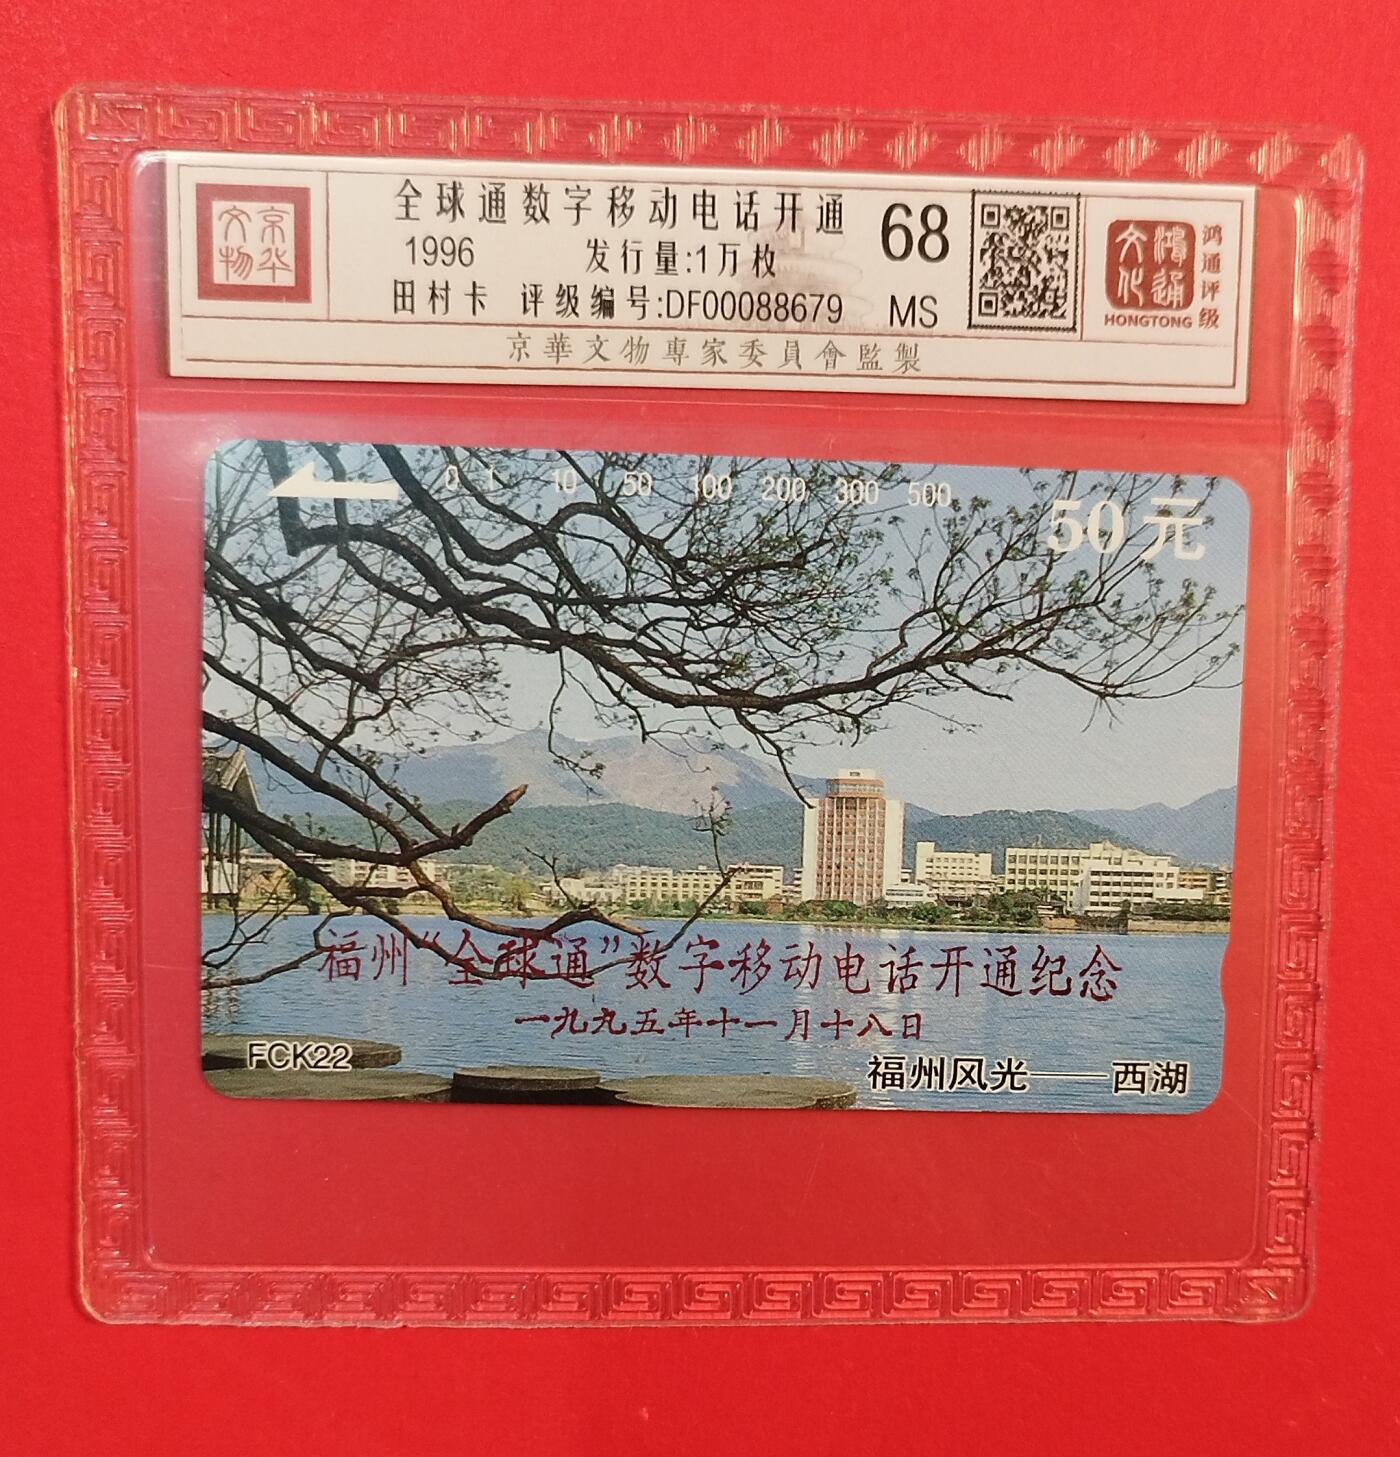 京华文物
全球通数字移动电话开通
1996 发行量:1万枚
田村卡 评级编号:DF00088679
68
MS
鸿通文化
HONGTONG
鸿通评级
京華文物專家委員會監製
0 1 10 50 100 200 300 500
50元
福州“全球通”数字移动电话开通纪念
一九九五年十一月十八日
FCK22
福州风光——西湖